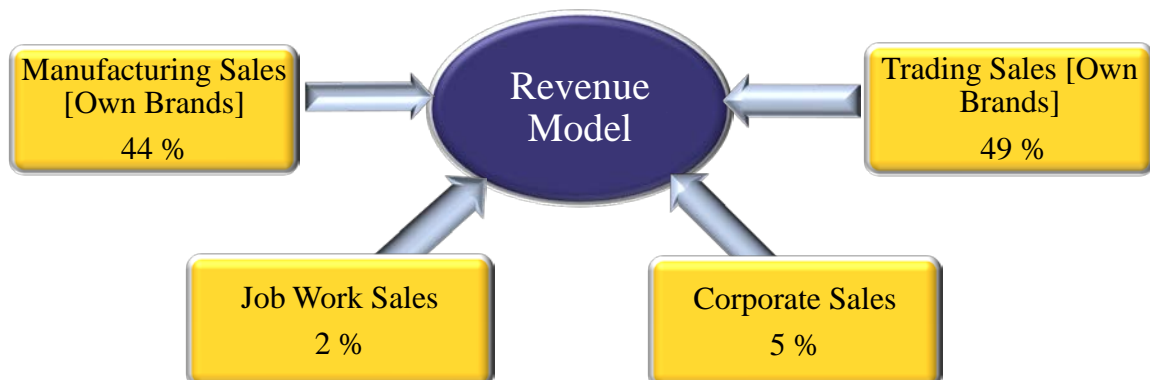 Manufacturing Sales
[Own Brands]
44 %
Revenue
Model
Trading Sales [Own
Brands]
49 %
Job Work Sales
2 %
Corporate Sales
5 %